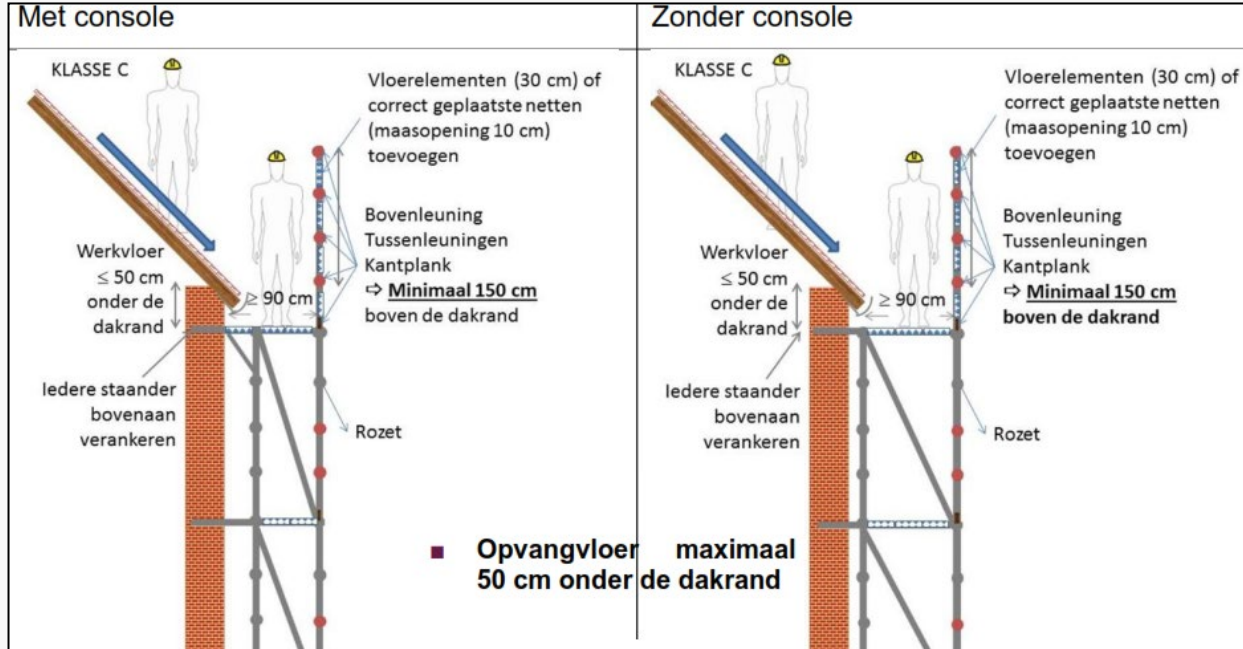 Met console
KLASSE C
Vloerelementen (30 cm) of
correct geplaatste netten
(maasopening 10 cm)
toevoegen
Bovenleuning
Tussenleuningen
Kantplank
⇨ Minimaal 150 cm
boven de dakrand
Werkvloer
≤ 50 cm
onder de
dakrand
≥ 90 cm
Iedere staander
bovenaan
verankeren
Rozet
Zonder console
KLASSE C
Vloerelementen (30 cm) of
correct geplaatste netten
(maasopening 10 cm)
toevoegen
Bovenleuning
Tussenleuningen
Kantplank
⇨ Minimaal 150 cm
boven de dakrand
Werkvloer
≤ 50 cm
onder de
dakrand
≥ 90 cm
Iedere staander
bovenaan
verankeren
Rozet
▪ Opvangvloer maximaal
50 cm onder de dakrand